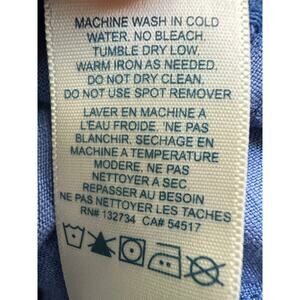 MACHINE WASH IN COLD
WATER. NO BLEACH.
TUMBLE DRY LOW.
WARM IRON AS NEEDED.
DO NOT DRY CLEAN.
DO NOT USE SPOT REMOVER
LAVER EN MACHINE A
L'EAU FROIDE, 'NE PAS
BLANCHIR, SECHAGE EN
MACHINE A TEMPERATURE
MODERE, NE PAS
NETTOYER A SEC
REPASSER AU BESOIN
NE PAS NETTOYER LES TACHES
RN# 132734 CA# 54517